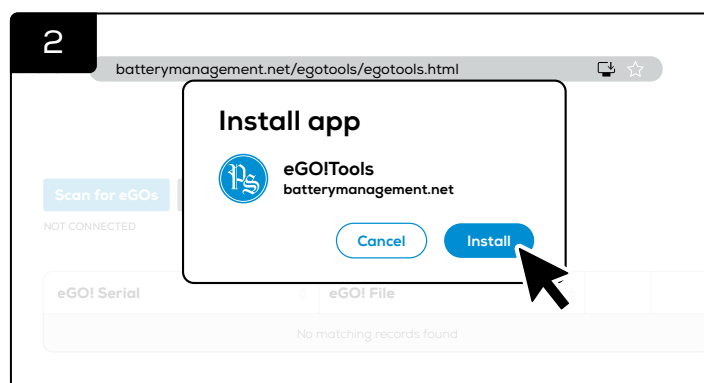 2
batterymanagement.net/egotools/egotools.html
Install app
Ps
eGO!Tools
batterymanagement.net
Scan for eGOs
NOT CONNECTED
Cancel
Install
eGO! Serial
eGO! File
No matching records found